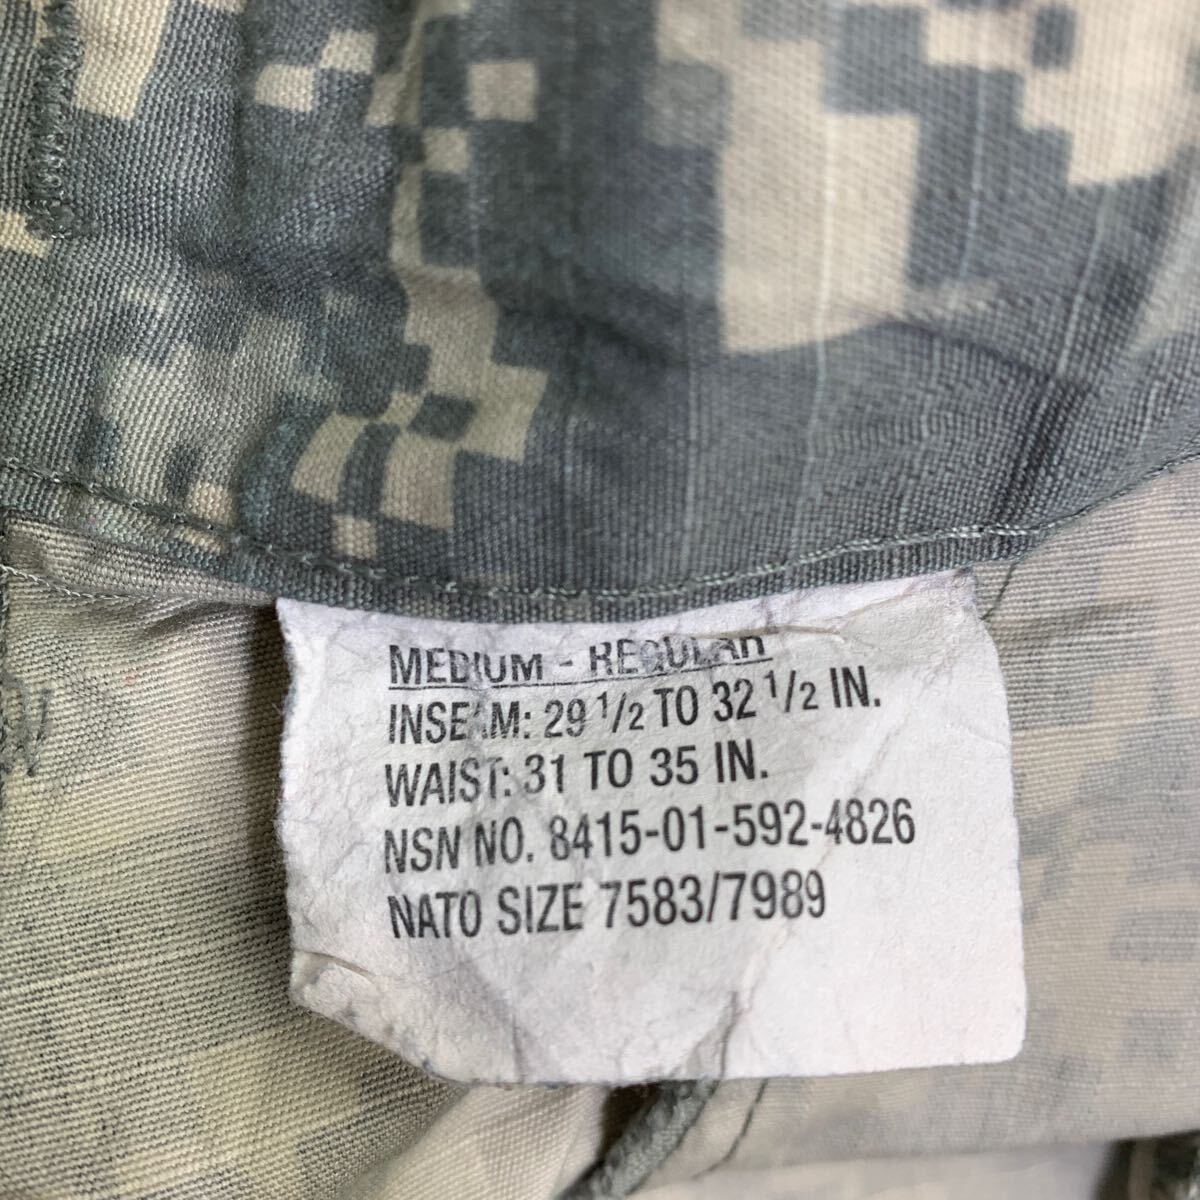 MEDIUM - REGULAR
INSEAM: 29 1/2 TO 32 1/2 IN.
WAIST: 31 TO 35 IN.
NSN NO. 8415-01-592-4826
NATO SIZE 7583/7989